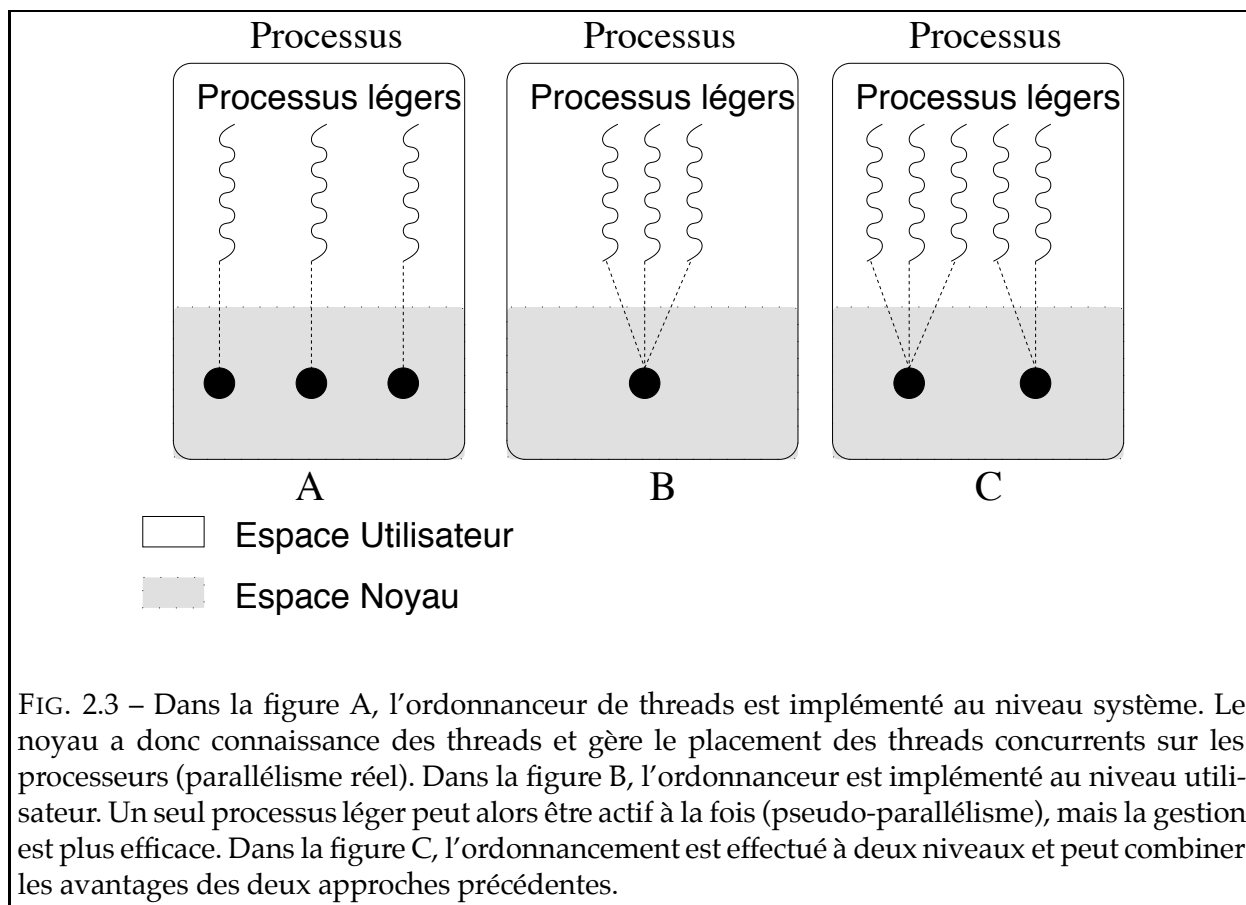 Processus Processus Processus
Processus légers Processus légers Processus légers
A B C
Espace Utilisateur
Espace Noyau
FIG. 2.3 – Dans la figure A, l'ordonnanceur de threads est implémenté au niveau système. Le
noyau a donc connaissance des threads et gère le placement des threads concurrents sur les
processeurs (parallélisme réel). Dans la figure B, l'ordonnanceur est implémenté au niveau utili-
sateur. Un seul processus léger peut alors être actif à la fois (pseudo-parallélisme), mais la gestion
est plus efficace. Dans la figure C, l'ordonnancement est effectué à deux niveaux et peut combiner
les avantages des deux approches précédentes.